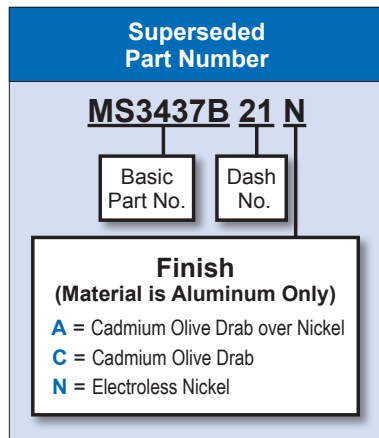 Superseded
Part Number
MS3437B 21 N
Basic Dash
Part No. No.
Finish
(Material is Aluminum Only)
A = Cadmium Olive Drab over Nickel
C = Cadmium Olive Drab
N = Electroless Nickel